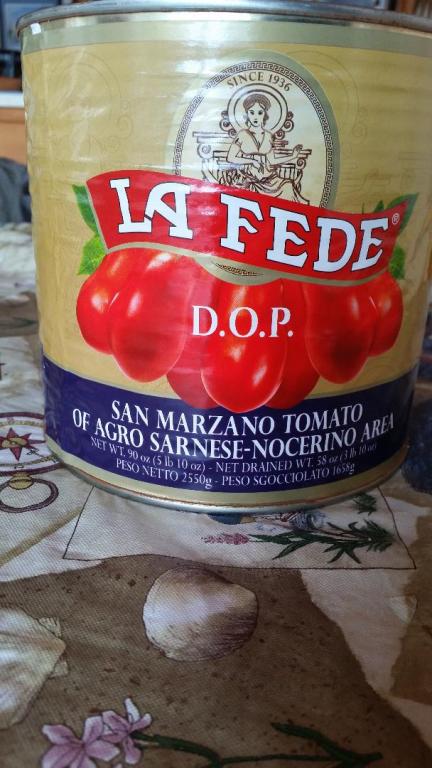 SINCE 1936
LA FEDE®
D.O.P.
SAN MARZANO TOMATO
OF AGRO SARNESE-NOCERINO AREA
NET WT. 90 oz (5 lb 10 oz) - NET DRAINED WT. 58 oz (3 lb 10 oz)
PESO NETTO 2550g - PESO SGOCCIOLATO 1658g